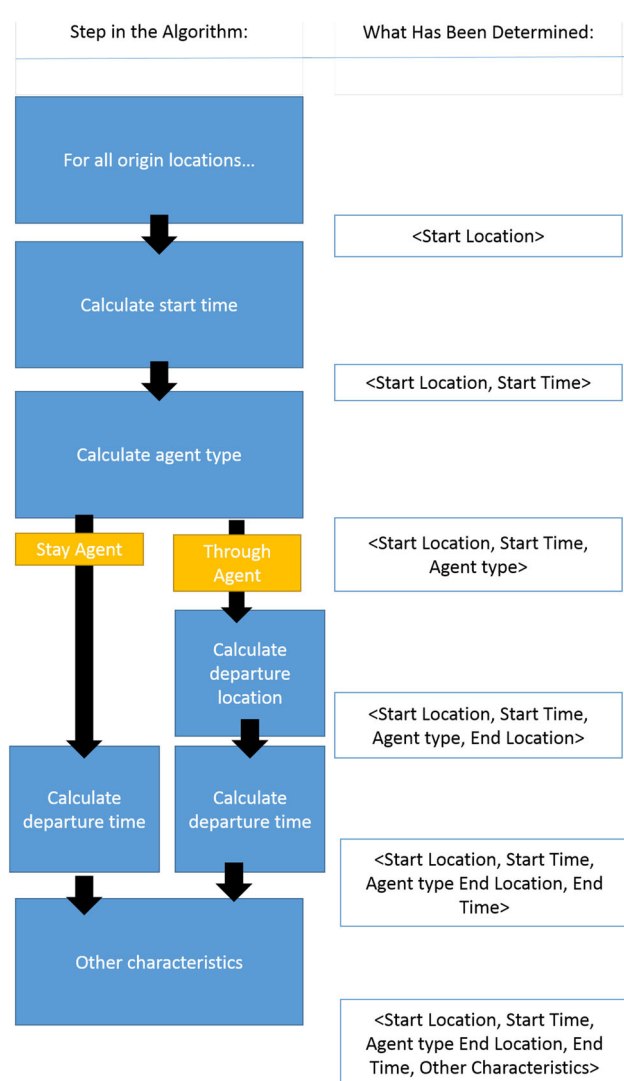 Step in the Algorithm:
What Has Been Determined:
For all origin locations...
<Start Location>
Calculate start time
<Start Location, Start Time>
Calculate agent type
Stay Agent
Through
Agent
<Start Location, Start Time,
Agent type>
Calculate
departure
location
<Start Location, Start Time,
Agent type, End Location>
Calculate
departure time
Calculate
departure time
<Start Location, Start Time,
Agent type End Location, End
Time>
Other characteristics
<Start Location, Start Time,
Agent type End Location, End
Time, Other Characteristics>